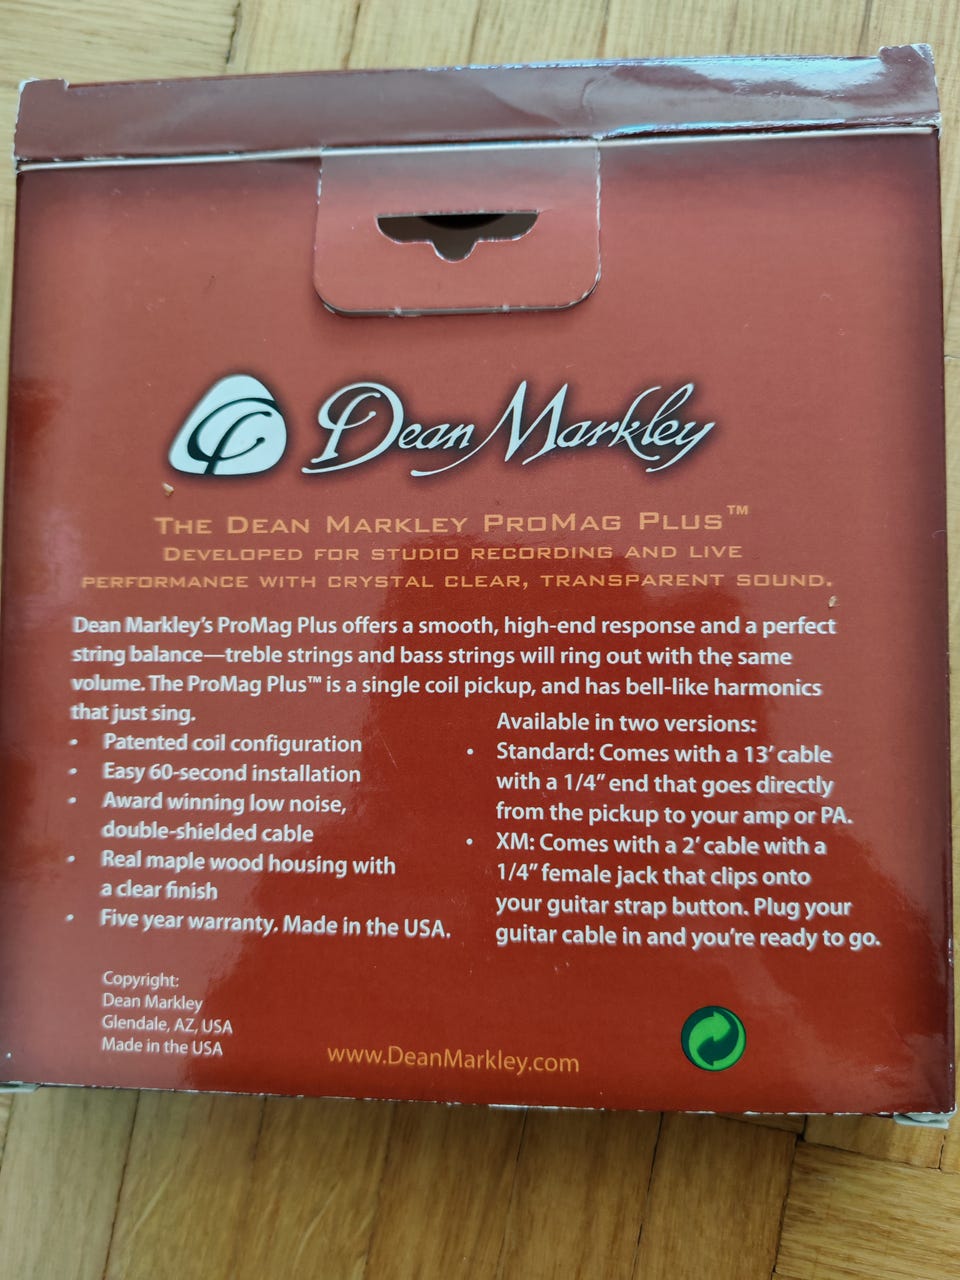 Dean Markley
THE DEAN MARKLEY PROMAG PLUS™
DEVELOPED FOR STUDIO RECORDING AND LIVE
PERFORMANCE WITH CRYSTAL CLEAR, TRANSPARENT SOUND.
Dean Markley's ProMag Plus offers a smooth, high-end response and a perfect
string balance—treble strings and bass strings will ring out with the same
volume. The ProMag Plus™ is a single coil pickup, and has bell-like harmonics
that just sing.
• Patented coil configuration
• Easy 60-second installation
• Award winning low noise,
double-shielded cable
• Real maple wood housing with
a clear finish
• Five year warranty. Made in the USA.
Available in two versions:
• Standard: Comes with a 13' cable
with a 1/4" end that goes directly
from the pickup to your amp or PA.
• XM: Comes with a 2' cable with a
1/4" female jack that clips onto
your guitar strap button. Plug your
guitar cable in and you're ready to go.
Copyright:
Dean Markley
Glendale, AZ, USA
Made in the USA
www.DeanMarkley.com